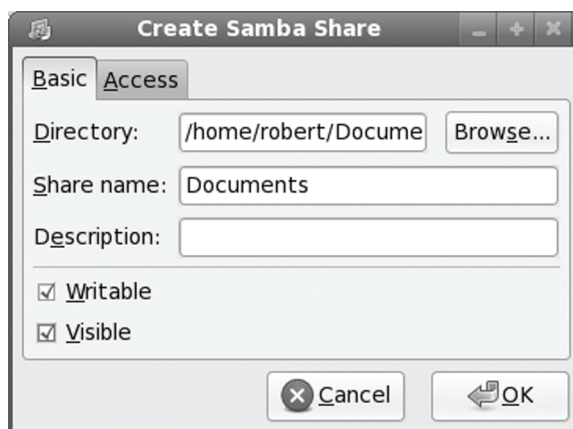 Create Samba Share
Basic Access
Directory: /home/robert/Docume Browse...
Share name: Documents
Description:
Writable
Visible
Cancel OK